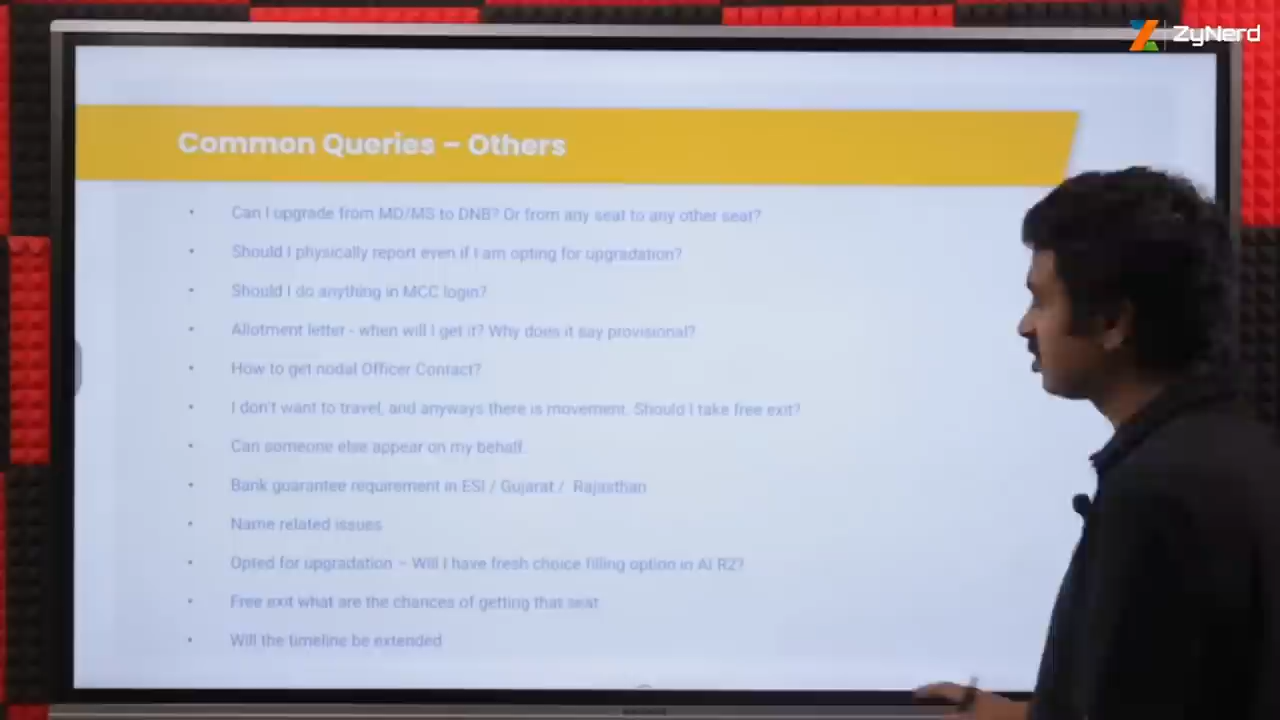 ZyNerd
Common Queries – Others
• Can I upgrade from MD/MS to DNB? Or from any seat to any other seat?
• Should I physically report even if I am opting for upgradation?
• Should I do anything in MCC login?
• Allotment letter - when will I get it? Why does it say provisional?
• How to get nodal Officer Contact?
• I don't want to travel, and anyways there is movement. Should I take free exit?
• Can someone else appear on my behalf.
• Bank guarantee requirement in ESI / Gujarat / Rajasthan
• Name related issues
• Opted for upgradation – Will I have fresh choice filling option in AI R2?
• Free exit what are the chances of getting that seat
• Will the timeline be extended